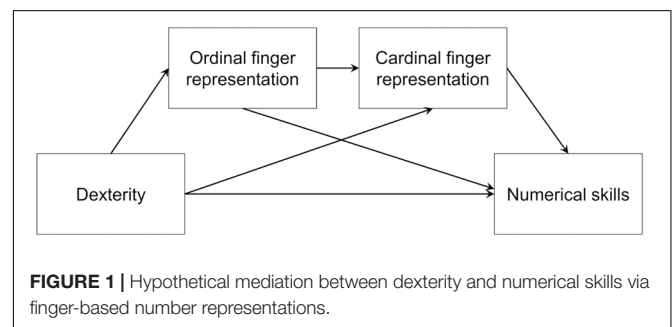 Ordinal finger
representation
Cardinal finger
representation
Dexterity
Numerical skills
FIGURE 1 | Hypothetical mediation between dexterity and numerical skills via
finger-based number representations.